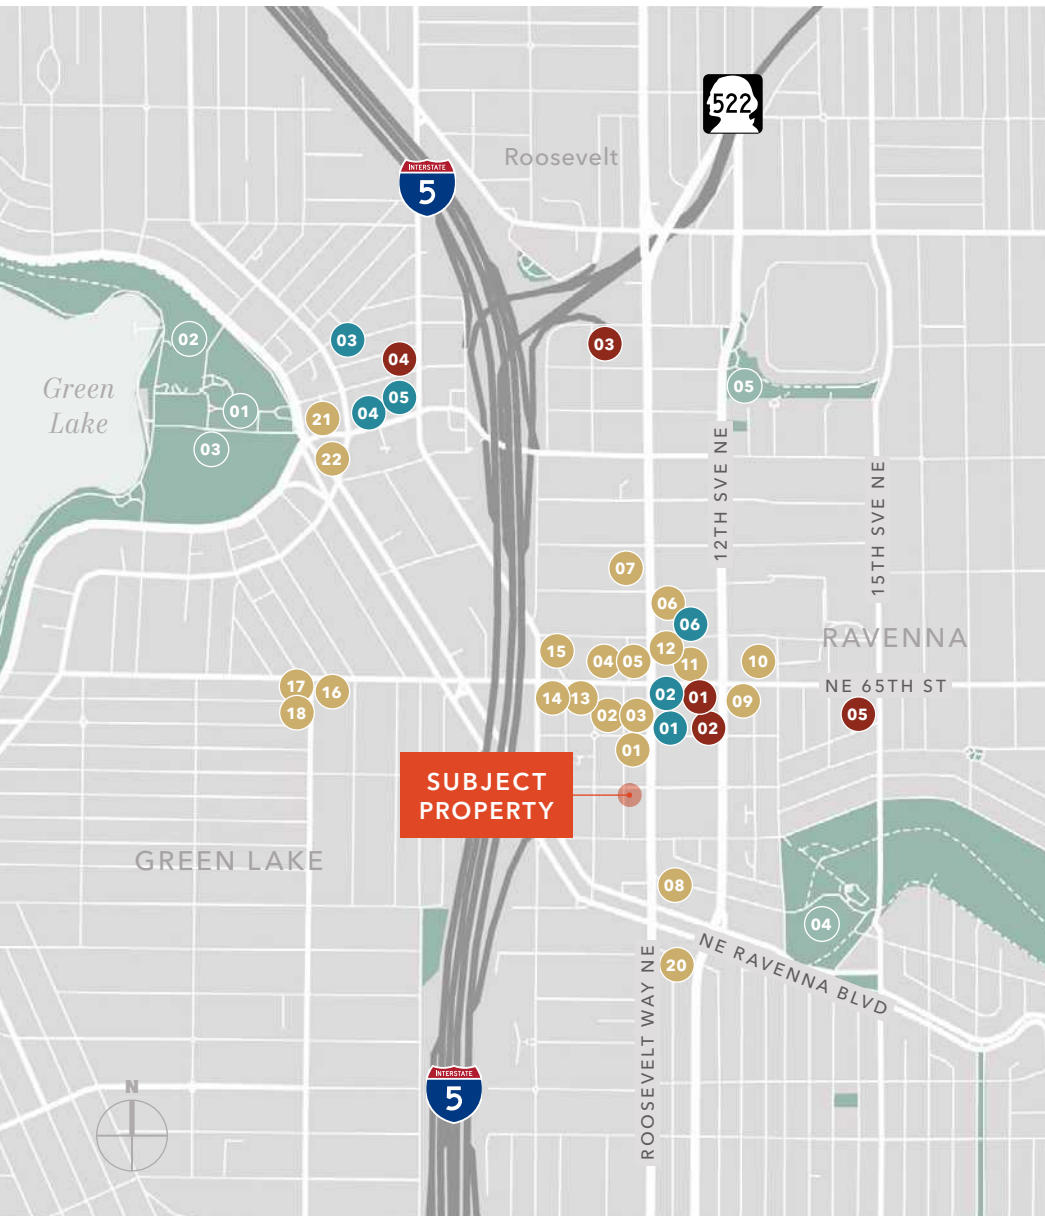 522
Roosevelt
INTERSTATE
5
02
03
04
03
05
Green
Lake
01
05
04
21
03
22
12TH SVE NE
15TH SVE NE
07
06
06
RAVENNA
15
04
05
12
11
10
NE 65TH ST
17
16
18
14
13
02
03
02
01
09
05
01
02
01
SUBJECT
PROPERTY
GREEN LAKE
08
04
NE RAVENNA BLVD
20
ROOSEVELT WAY NE
INTERSTATE
5
N